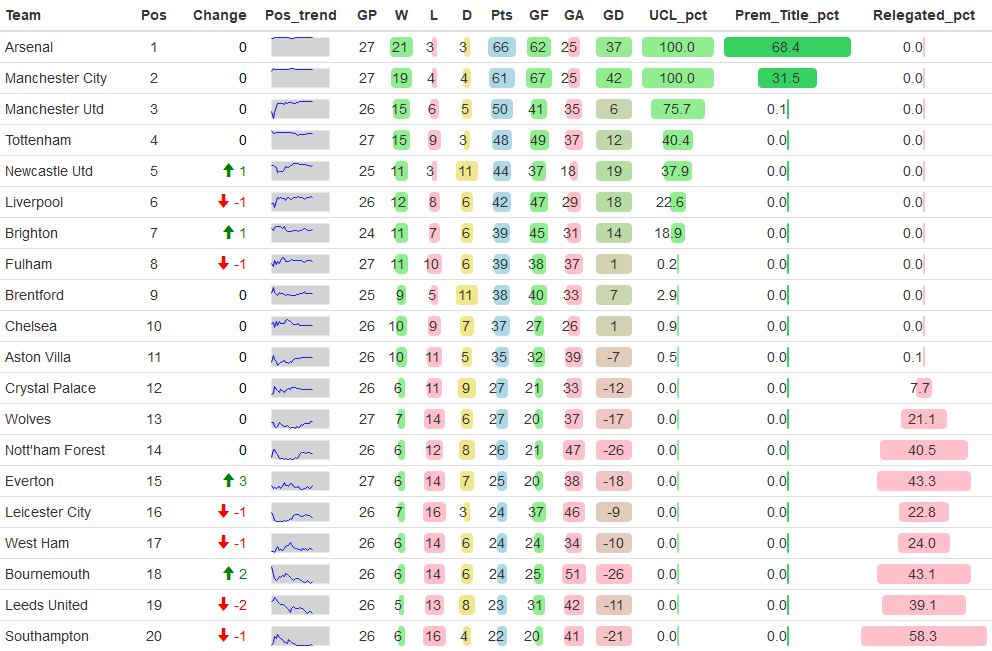 Team Pos Change Pos_trend GP W L D Pts GF GA GD UCL_pct Prem_Title_pct Relegated_pct
Arsenal 1 0 27 21 3 3 66 62 25 37 100.0 68.4 0.0
Manchester City 2 0 27 19 4 4 61 67 25 42 100.0 31.5 0.0
Manchester Utd 3 0 26 15 6 5 50 41 35 6 75.7 0.1 0.0
Tottenham 4 0 27 15 9 3 48 49 37 12 40.4 0.0 0.0
Newcastle Utd 5 1 25 11 3 11 44 37 18 19 37.9 0.0 0.0
Liverpool 6 -1 26 12 8 6 42 47 29 18 22.6 0.0 0.0
Brighton 7 1 24 11 7 6 39 45 31 14 18.9 0.0 0.0
Fulham 8 -1 27 11 10 6 39 38 37 1 0.2 0.0 0.0
Brentford 9 0 25 9 5 11 38 40 33 7 2.9 0.0 0.0
Chelsea 10 0 26 10 9 7 37 27 26 1 0.9 0.0 0.0
Aston Villa 11 0 26 10 11 5 35 32 39 -7 0.5 0.0 0.1
Crystal Palace 12 0 26 6 11 9 27 21 33 -12 0.0 0.0 7.7
Wolves 13 0 27 7 14 6 27 20 37 -17 0.0 0.0 21.1
Nott'ham Forest 14 0 26 6 12 8 26 21 47 -26 0.0 0.0 40.5
Everton 15 3 27 6 14 7 25 20 38 -18 0.0 0.0 43.3
Leicester City 16 -1 26 7 16 3 24 37 46 -9 0.0 0.0 22.8
West Ham 17 -1 26 6 14 6 24 24 34 -10 0.0 0.0 24.0
Bournemouth 18 2 26 6 14 6 24 25 51 -26 0.0 0.0 43.1
Leeds United 19 -2 26 5 13 8 23 31 42 -11 0.0 0.0 39.1
Southampton 20 -1 26 6 16 4 22 20 41 -21 0.0 0.0 58.3